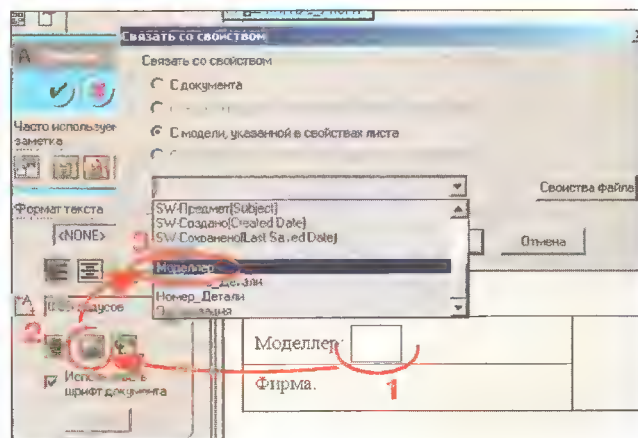 Связать со свойством
A
Связать со свойством
С документа
С модели, указанной в свойствах листа
Часто используе
заметка
Свойства файла
Формат текста
<NONE>
SW-Предмет(Subject)
SW-Создано(Created Date)
SW-Сохранено(Last Saved Date)
Отмена
3
Моделлер
Номер_Детали
2
Моделлер:
1
шрифт документа
Фирма: